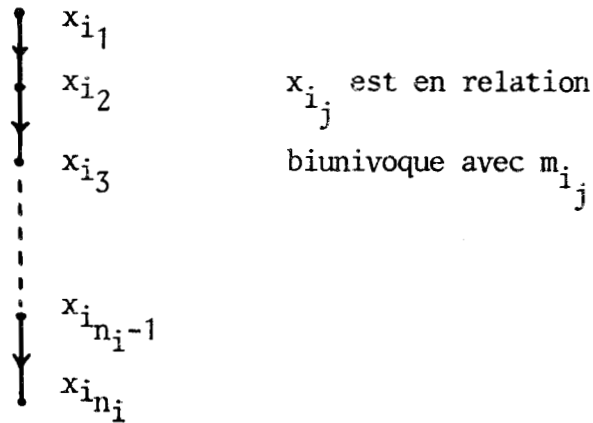 x_{i_1}
x_{i_2}
x_{i_j} est en relation
x_{i_3}
biunivoque avec m_{i_j}
x_{i_{n_i-1}}
x_{i_{n_i}}